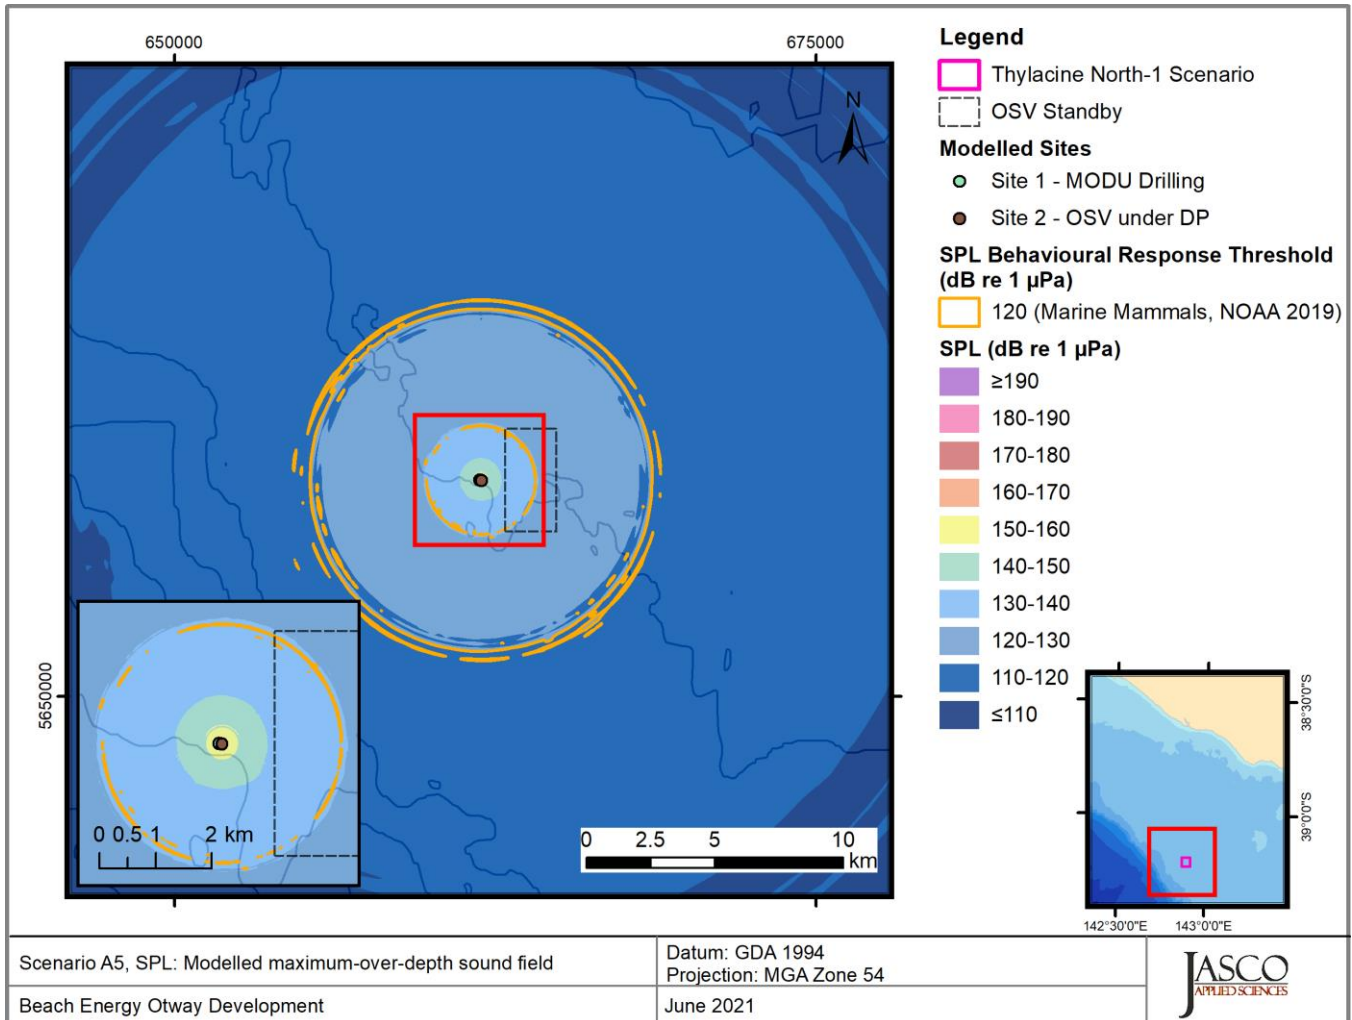 650000
675000
N
5650000
0 0.5 1 2 km
0 2.5 5 10
km
Legend
Thylacine North-1 Scenario
OSV Standby
Modelled Sites
Site 1 - MODU Drilling
Site 2 - OSV under DP
SPL Behavioural Response Threshold
(dB re 1 µPa)
120 (Marine Mammals, NOAA 2019)
SPL (dB re 1 µPa)
≥190
180-190
170-180
160-170
150-160
140-150
130-140
120-130
110-120
≤110
38°30'0"S
39°0'0"S
142°30'0"E 143°0'0"E
Scenario A5, SPL: Modelled maximum-over-depth sound field
Datum: GDA 1994
Projection: MGA Zone 54
Beach Energy Otway Development
June 2021
JASCO
APPLIED SCIENCES